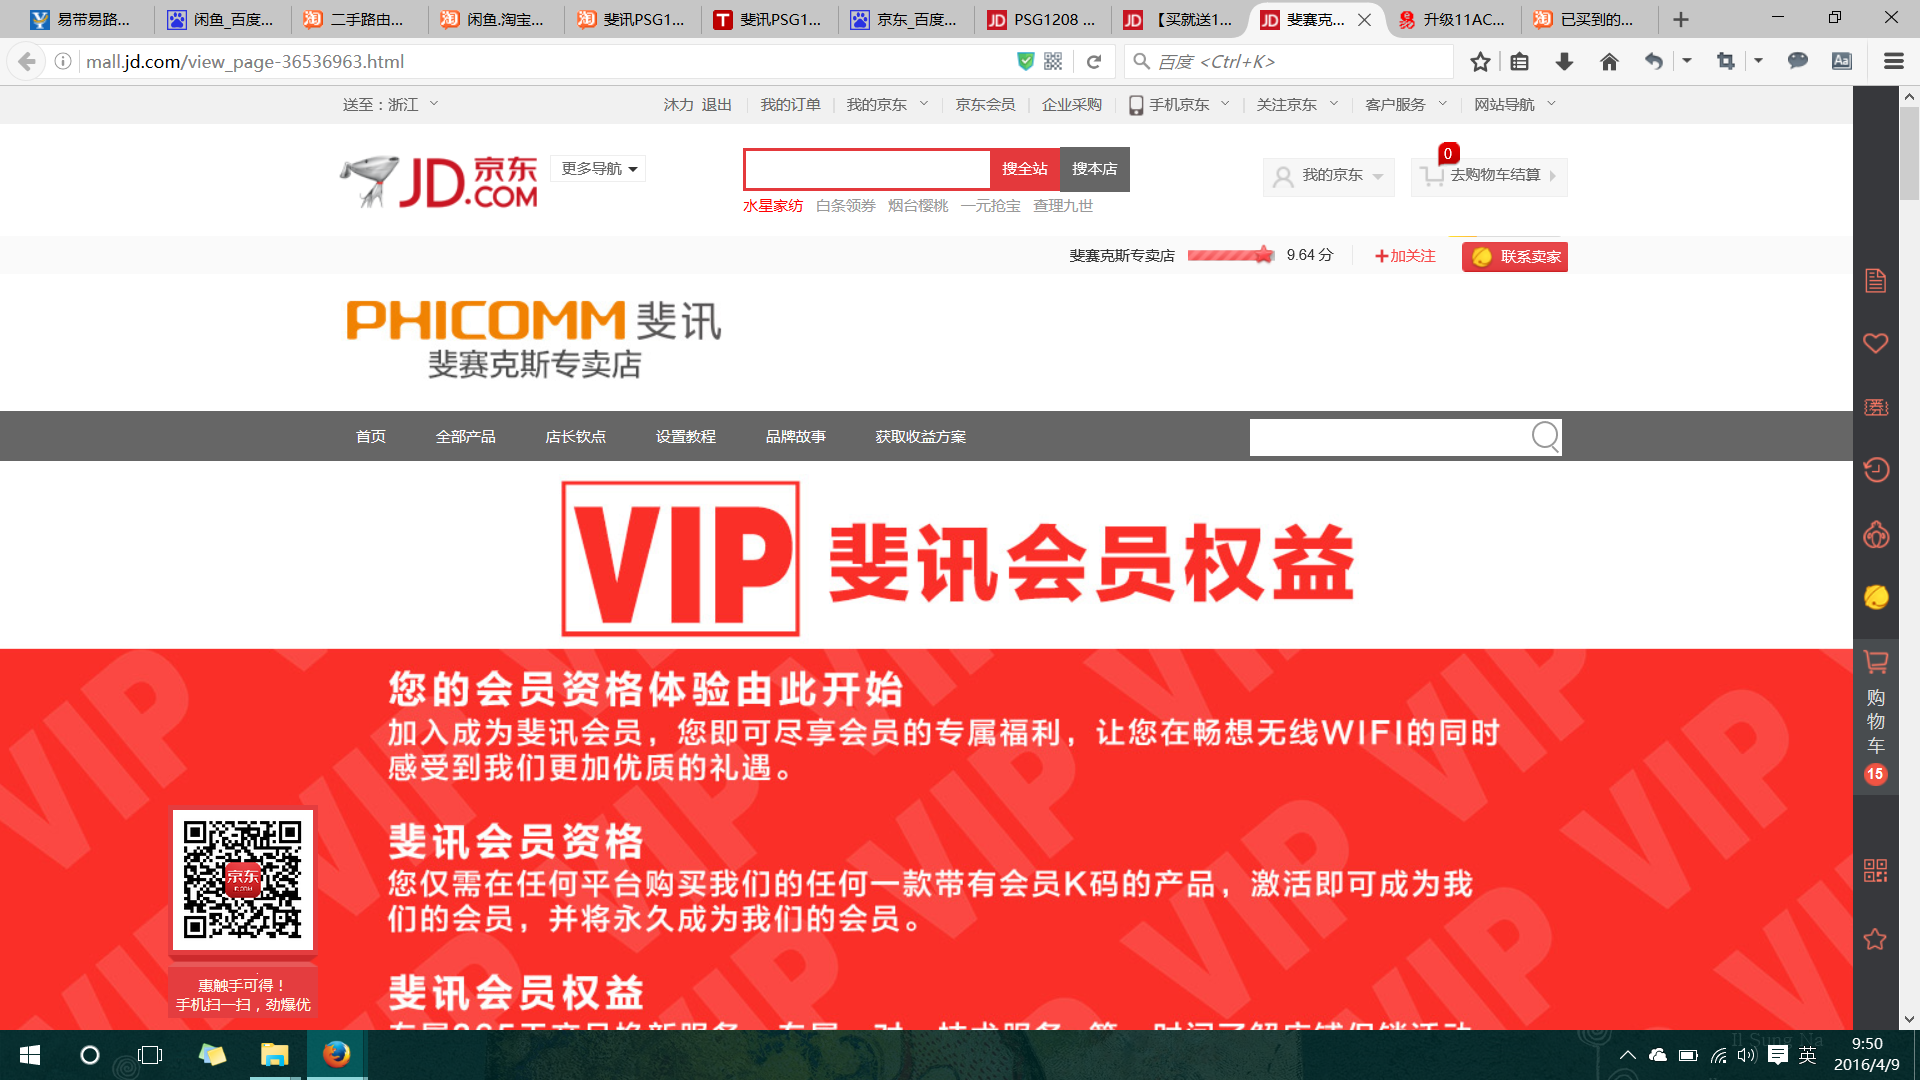 易带易路...
闲鱼_百度...
二手路由...
闲鱼.淘宝...
斐讯PSG1...
斐讯PSG1...
京东_百度...
PSG1208 ...
【买就送1...
斐赛克...
升级11AC...
已买到的...
mall.jd.com/view_page-36536963.html
百度 <Ctrl+K>
送至：浙江
沐力 退出
我的订单
我的京东
京东会员
企业采购
手机京东
关注京东
客户服务
网站导航
JD京东
.COM
更多导航
搜全站
搜本店
我的京东
0
去购物车结算
水星家纺 白条领券 烟台樱桃 一元抢宝 查理九世
斐赛克斯专卖店
9.64 分
加关注
联系卖家
PHICOMM 斐讯
斐赛克斯专卖店
首页
全部产品
店长钦点
设置教程
品牌故事
获取收益方案
VIP 斐讯会员权益
您的会员资格体验由此开始
加入成为斐讯会员，您即可尽享会员的专属福利，让您在畅想无线WIFI的同时
感受到我们更加优质的礼遇。
斐讯会员资格
您仅需在任何平台购买我们的任何一款带有会员K码的产品，激活即可成为我
们的会员，并将永久成为我们的会员。
斐讯会员权益
京东
JD.COM
惠触手可得！
手机扫一扫，劲爆优
券
购
物
车
15
英
9:50
2016/4/9